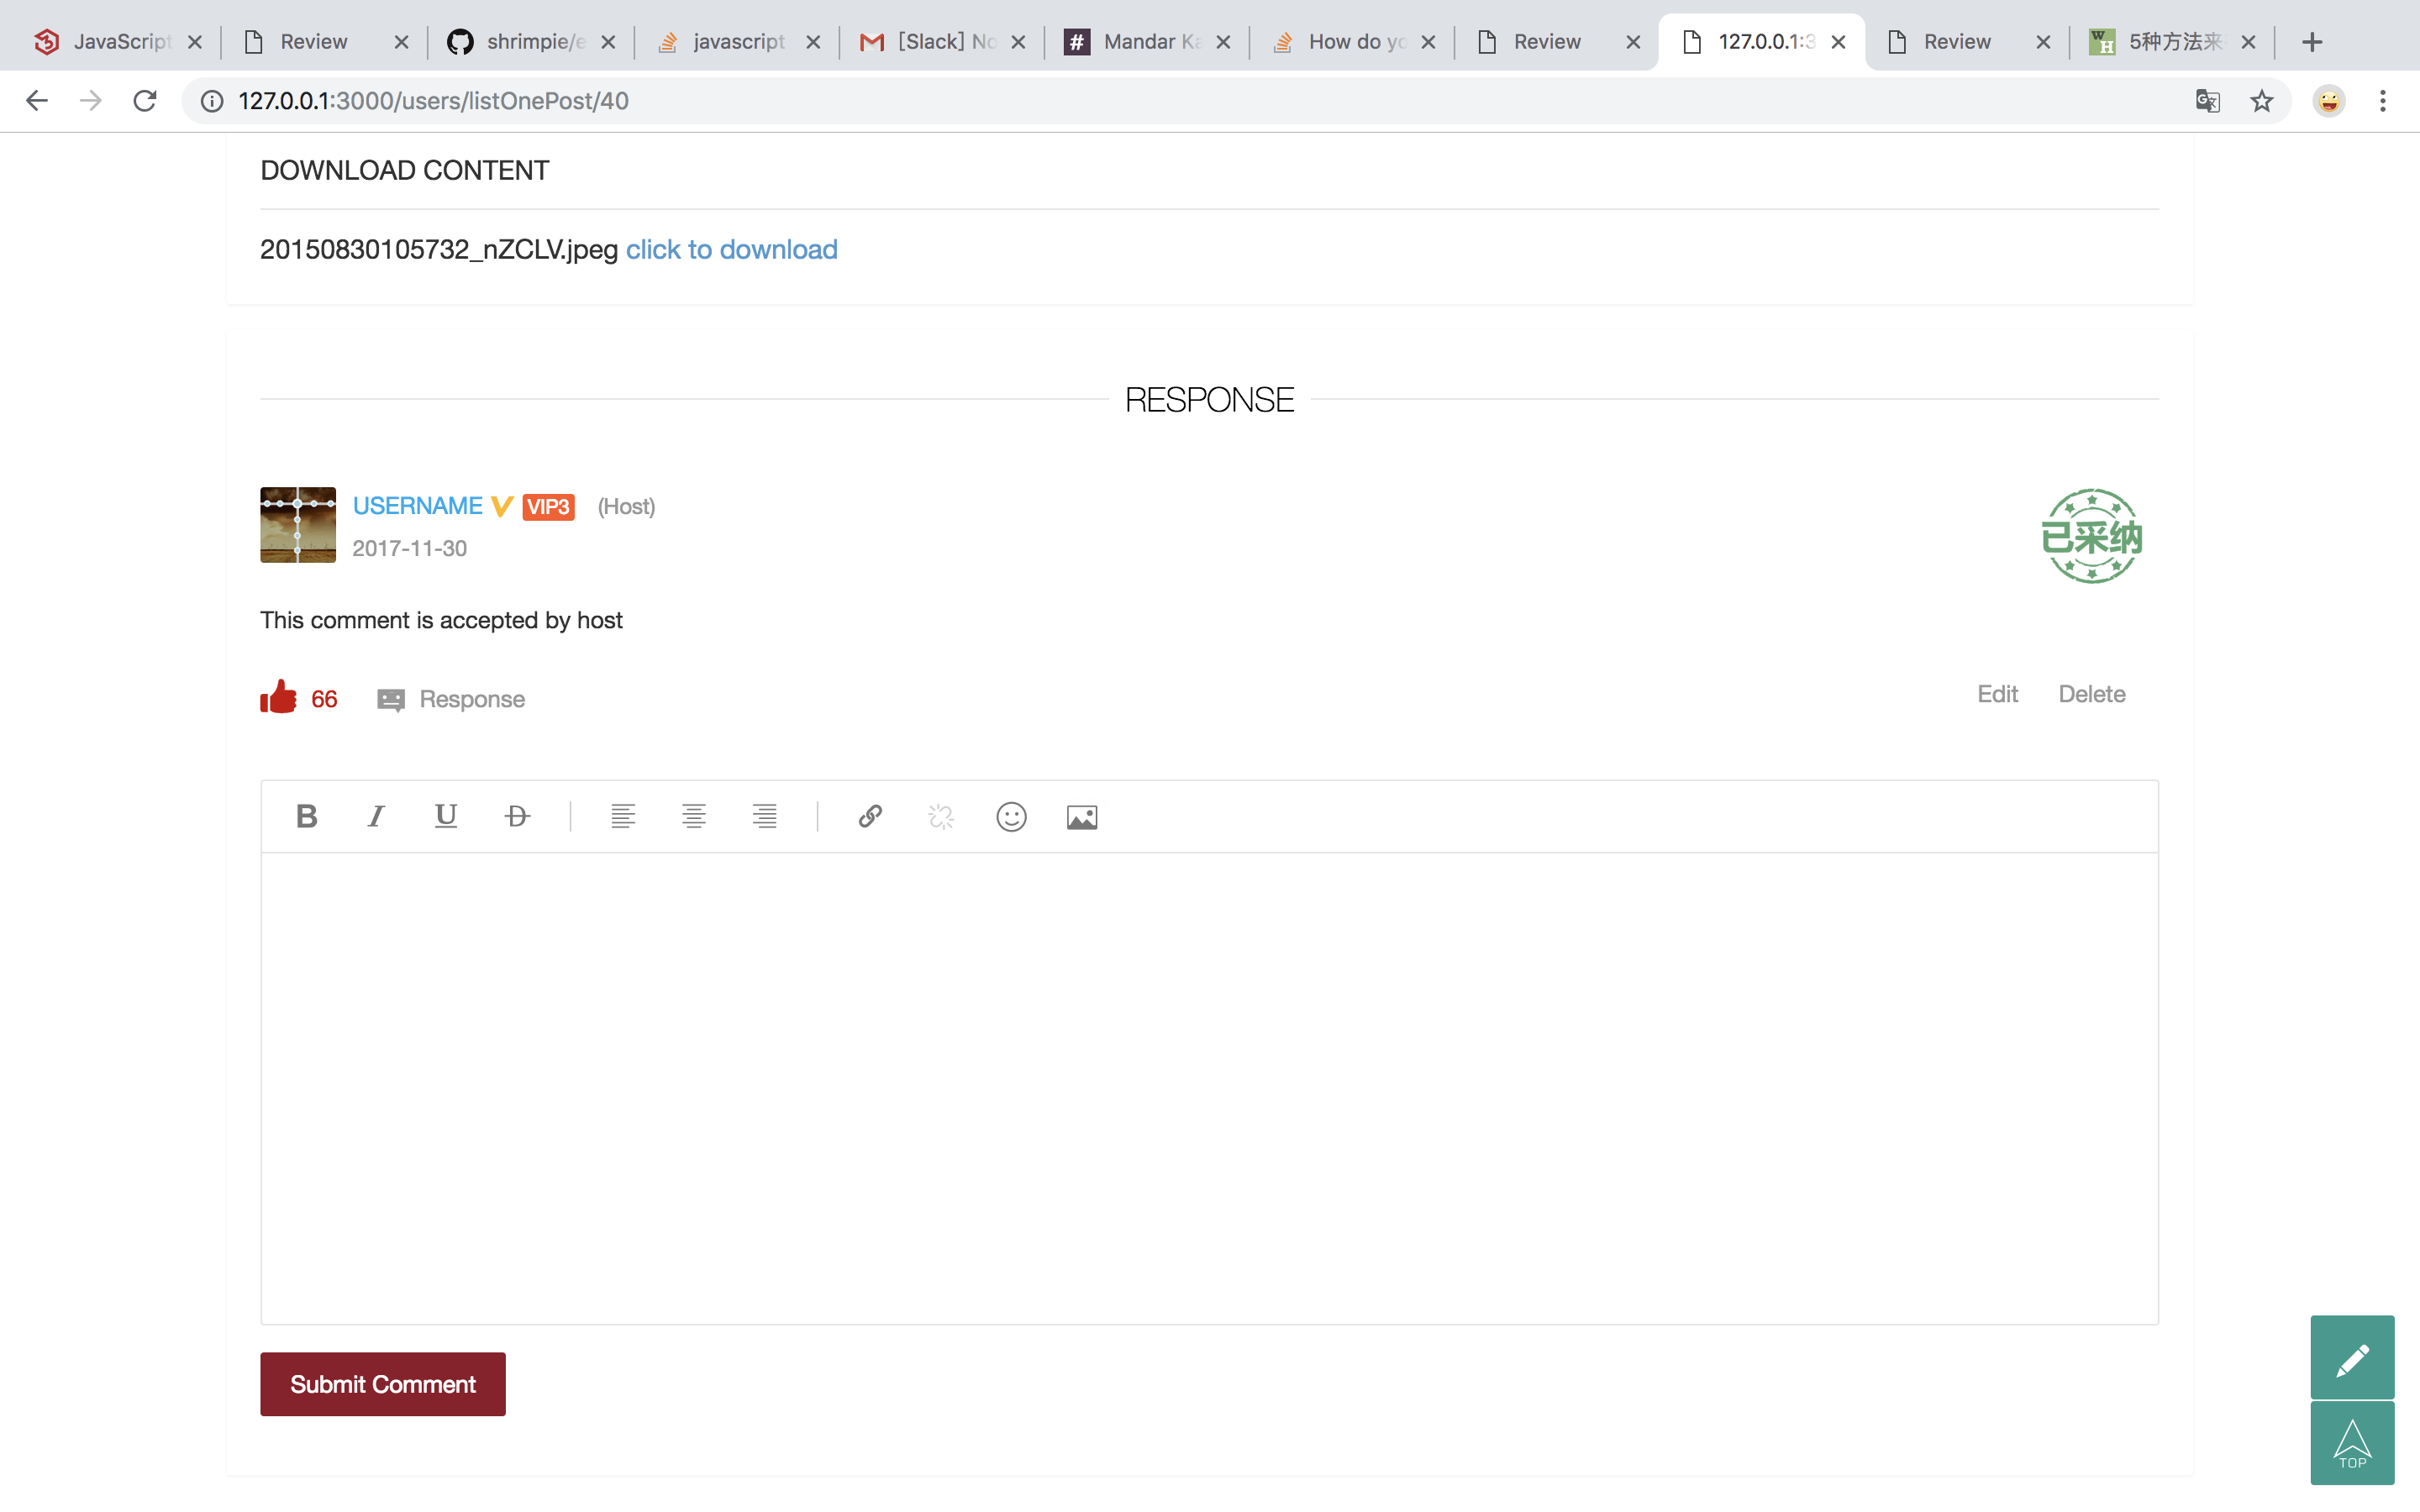 JavaScript
Review
shrimpie/e
javascript
[Slack] No
# Mandar Ka
How do yo
Review
127.0.0.1:3
Review
WH 5种方法来
127.0.0.1:3000/users/listOnePost/40
DOWNLOAD CONTENT
20150830105732_nZCLV.jpeg click to download
RESPONSE
USERNAME V VIP3 (Host)
2017-11-30
已采纳
This comment is accepted by host
66 Response
Edit Delete
B I U D
Submit Comment
TOP